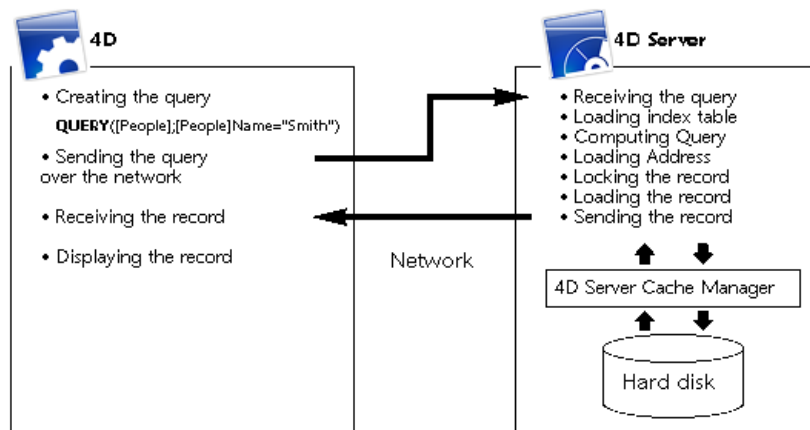 4D
• Creating the query
QUERY([People];[People]Name="Smith")
• Sending the query
over the network
• Receiving the record
• Displaying the record
Network
4D Server
• Receiving the query
• Loading index table
• Computing Query
• Loading Address
• Locking the record
• Loading the record
• Sending the record
4D Server Cache Manager
Hard disk